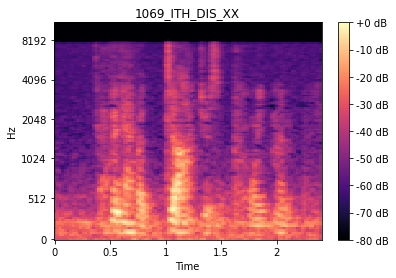 1069_ITH_DIS_XX
+0 dB
8192
-10 dB
4096
-20 dB
-30 dB
2048
Hz
-40 dB
1024
-50 dB
512
-60 dB
-70 dB
0
-80 dB
0 0.5 1 1.5 2
Time